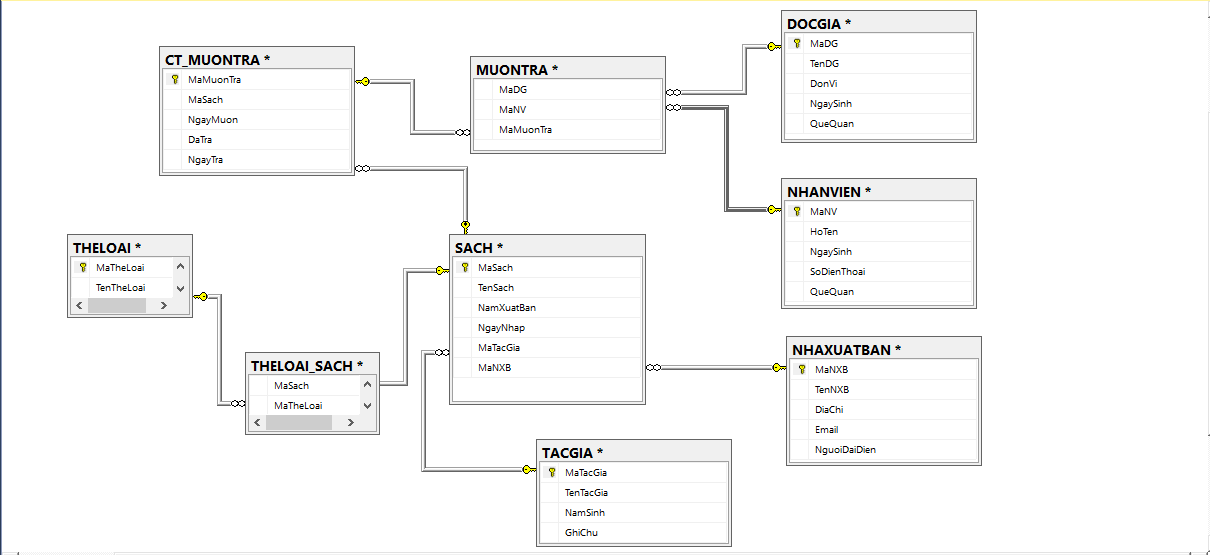 DOCGIA *
MaDG
TenDG
DonVi
NgaySinh
QueQuan
CT_MUONTRA *
MaMuonTra
MaSach
NgayMuon
DaTra
NgayTra
MUONTRA *
MaDG
MaNV
MaMuonTra
NHANVIEN *
MaNV
HoTen
NgaySinh
SoDienThoai
QueQuan
THELOAI *
MaTheLoai
TenTheLoai
SACH *
MaSach
TenSach
NamXuatBan
NgayNhap
MaTacGia
MaNXB
THELOAI_SACH *
MaSach
MaTheLoai
NHAXUATBAN *
MaNXB
TenNXB
DiaChi
Email
NguoiDaiDien
TACGIA *
MaTacGia
TenTacGia
NamSinh
GhiChu